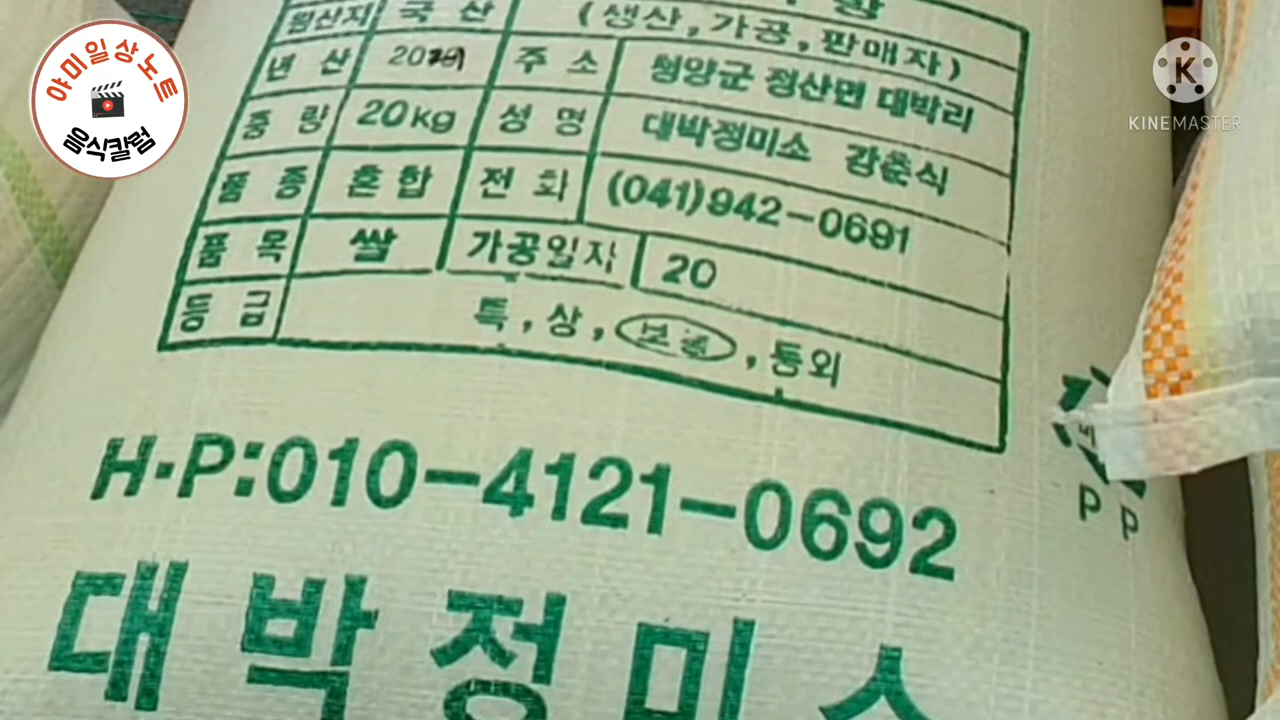 야미일상노트
음식칼럼
KINEMASTER
원산지 국 산 (생산,가공,판매자)
년 산 20 주 소 청양군 정산면 대박리
중 량 20kg 성 명 대박정미소 강춘식
품 종 혼 합 전 화 (041)942-0691
품 목 쌀 가공일자 20
등 급 특, 상, 보통, 등외
H·P:010-4121-0692
대박정미소
P P